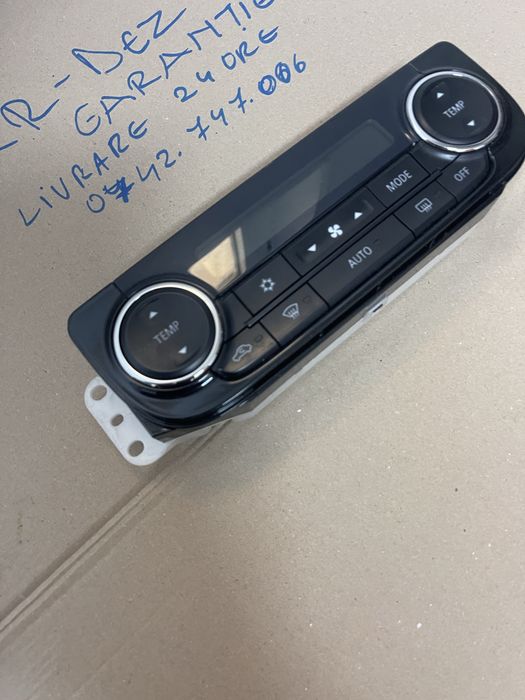 R-DEZ
GARANTIE
LIVRARE 24 ORE
0742.747.006
TEMP
MODE
OFF
AUTO
TEMP